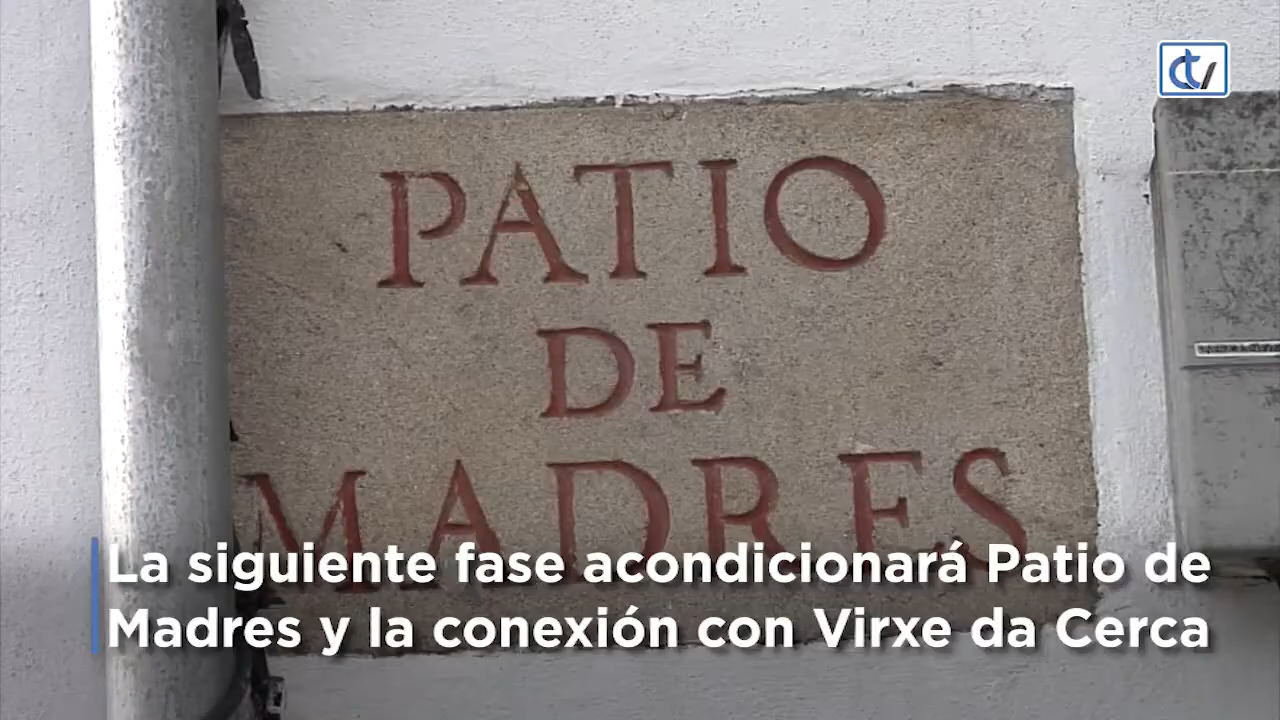 PATIO
DE
MADRES
La siguiente fase acondicionará Patio de
Madres y la conexión con Virxe da Cerca